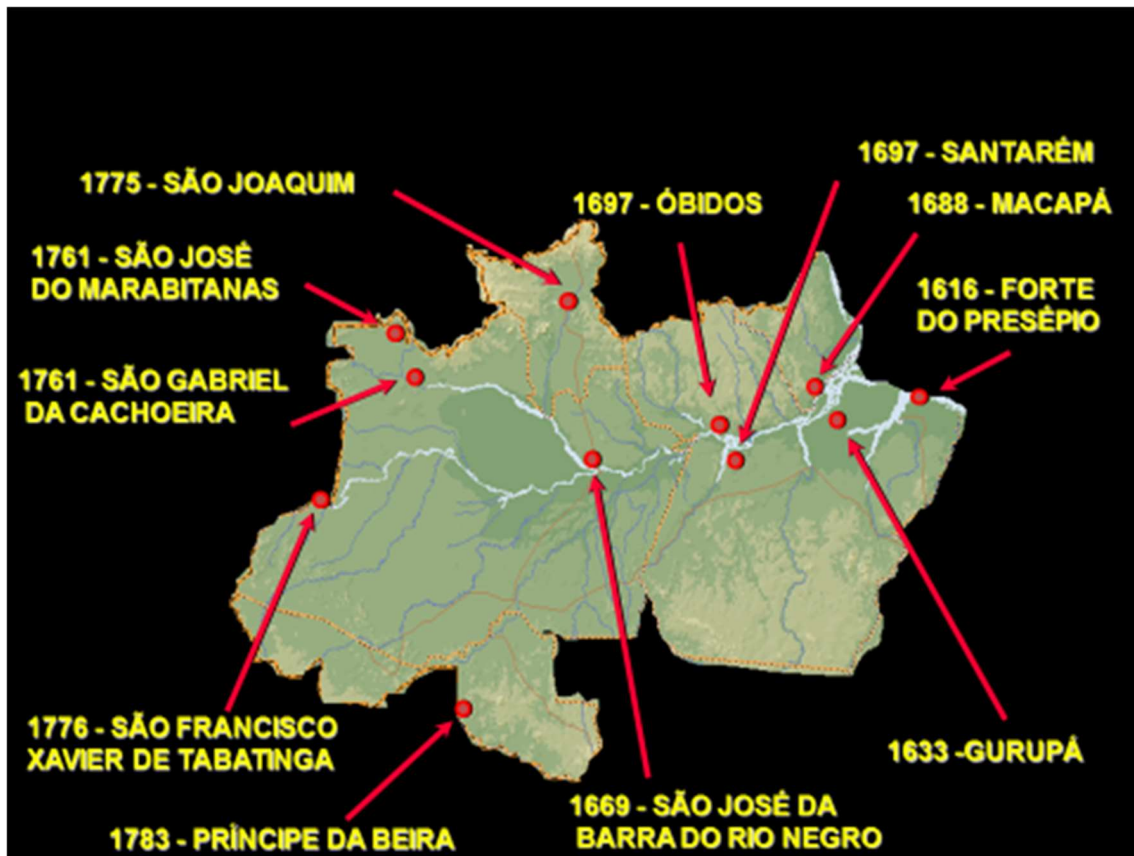 1697 - SANTARÉM
1775 - SÃO JOAQUIM
1697 - ÓBIDOS
1688 - MACAPÁ
1761 - SÃO JOSÉ
DO MARABITANAS
1616 - FORTE
DO PRESÉPIO
1761 - SÃO GABRIEL
DA CACHOEIRA
1776 - SÃO FRANCISCO
XAVIER DE TABATINGA
1633 -GURUPÁ
1669 - SÃO JOSÉ DA
BARRA DO RIO NEGRO
1783 - PRÍNCIPE DA BEIRA